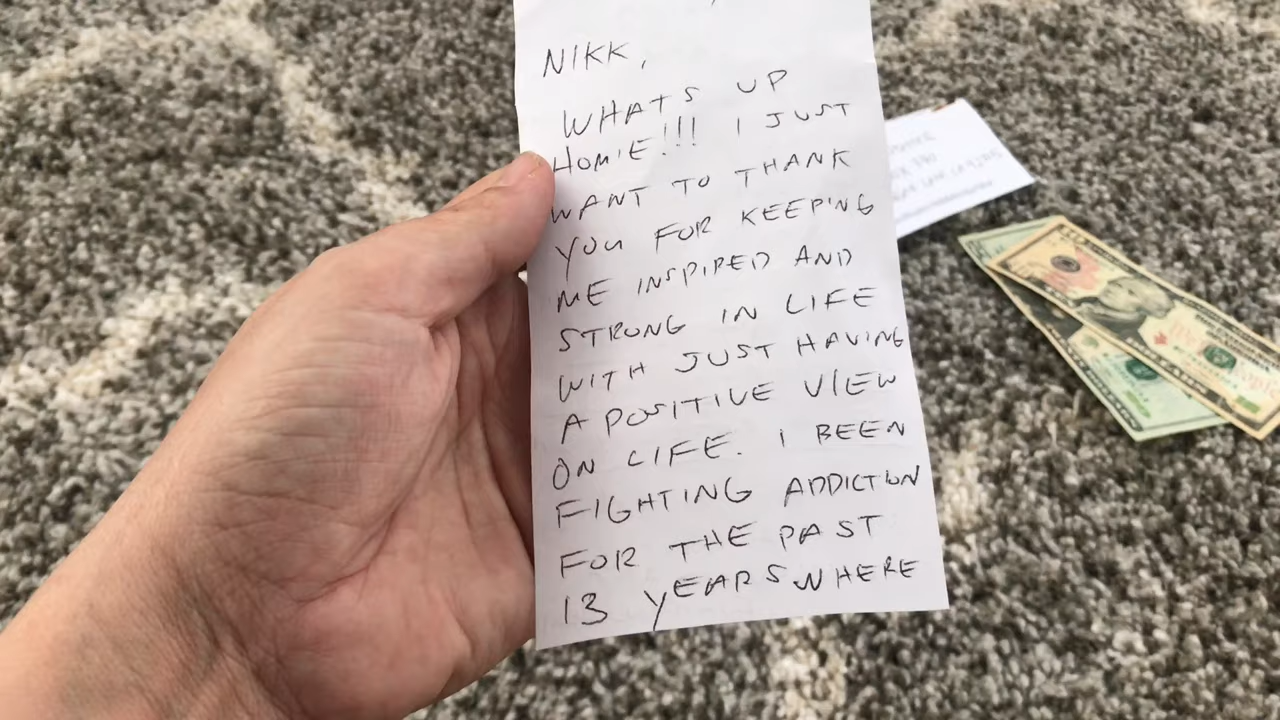 NIKK,
WHATS UP
HOMIE!!! I JUST
WANT TO THANK
YOU FOR KEEPING
ME INSPIRED AND
STRONG IN LIFE
WITH JUST HAVING
A POSITIVE VIEW
ON LIFE. I BEEN
FIGHTING ADDICTION
FOR THE PAST
13 YEARS WHERE